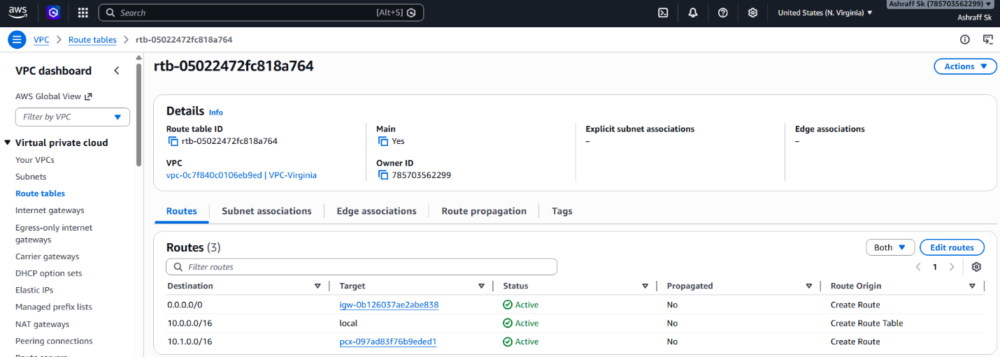 aws
Search [Alt+S]
United States (N. Virginia)
Ashraff Sk (785703562299)
Ashraff Sk
VPC
Route tables
rtb-05022472fc818a764
VPC dashboard
AWS Global View
Filter by VPC
Virtual private cloud
Your VPCs
Subnets
Route tables
Internet gateways
Egress-only internet
gateways
Carrier gateways
DHCP option sets
Elastic IPs
Managed prefix lists
NAT gateways
Peering connections
Route servers
rtb-05022472fc818a764
Actions
Details Info
Route table ID
rtb-05022472fc818a764
Main
Yes
Explicit subnet associations
–
Edge associations
–
VPC
vpc-0c7f840c0106eb9ed | VPC-Virginia
Owner ID
785703562299
Routes Subnet associations Edge associations Route propagation Tags
Routes (3)
Both
Edit routes
Filter routes
1
Destination Target Status Propagated Route Origin
0.0.0.0/0 igw-0b126037ae2abe838 Active No Create Route
10.0.0.0/16 local Active No Create Route Table
10.1.0.0/16 pcx-097ad83f76b9eded1 Active No Create Route